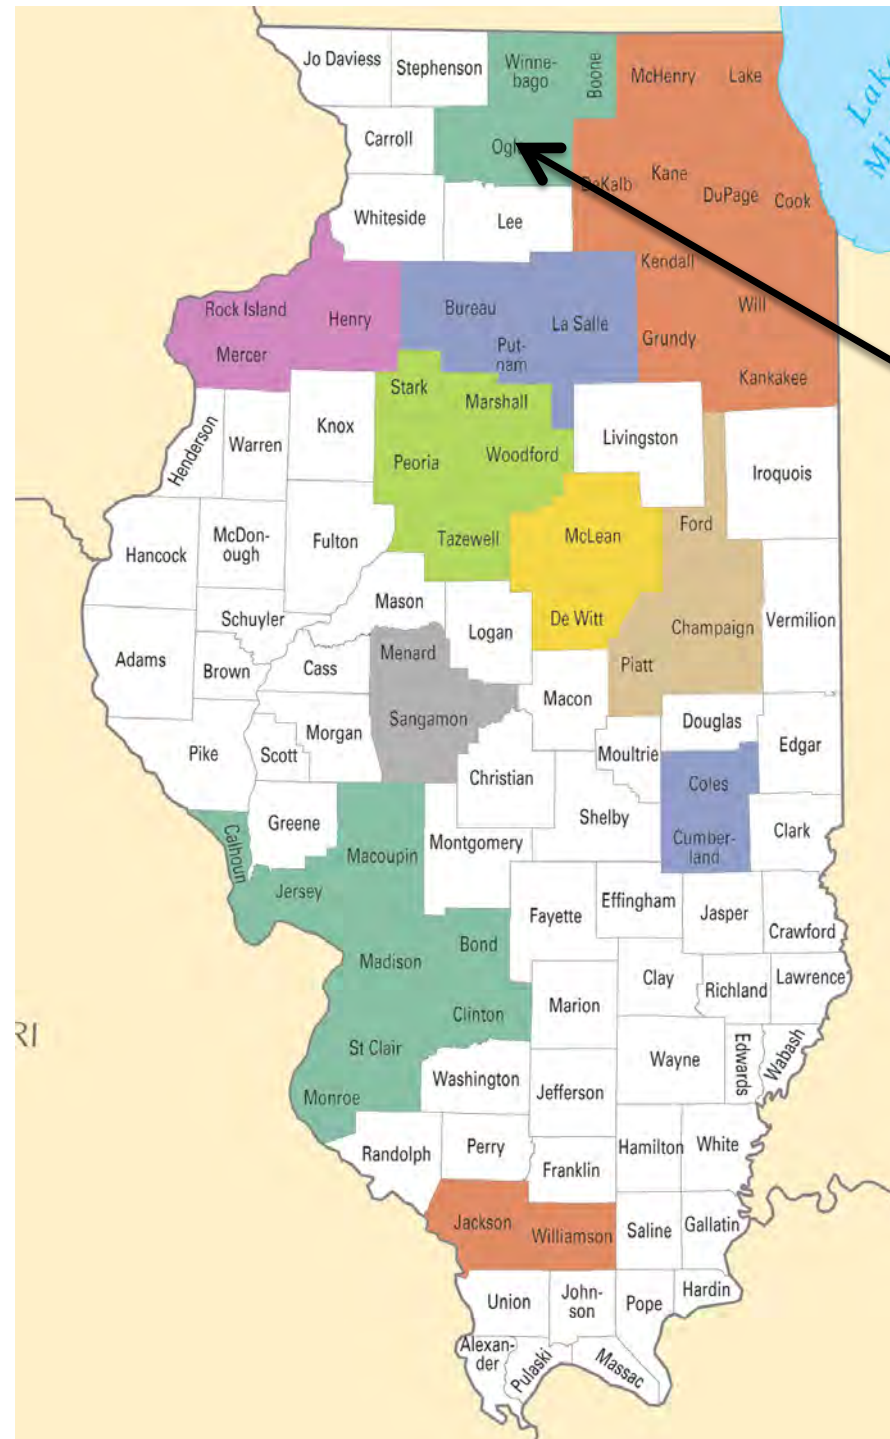 Jo Daviess
Stephenson
Winne-
bago
Boone
McHenry
Lake
Lake
Mi
Carroll
Ogl
DeKalb
Kane
DuPage
Cook
Whiteside
Lee
Kendall
Rock Island
Henry
Bureau
La Salle
Will
Mercer
Put-
nam
Grundy
Kankakee
Stark
Marshall
Henderson
Warren
Knox
Peoria
Woodford
Livingston
Iroquois
Hancock
McDon-
ough
Fulton
Tazewell
McLean
Ford
Schuyler
Mason
Logan
De Witt
Champaign
Vermilion
Adams
Brown
Cass
Menard
Piatt
Macon
Douglas
Pike
Scott
Morgan
Sangamon
Christian
Moultrie
Edgar
Coles
Calhoun
Greene
Macoupin
Montgomery
Shelby
Cumber-
land
Clark
Jersey
Fayette
Effingham
Jasper
Crawford
Madison
Bond
Clay
Richland
Lawrence
RI
St Clair
Clinton
Marion
Wayne
Edwards
Wabash
Monroe
Washington
Jefferson
Randolph
Perry
Franklin
Hamilton
White
Jackson
Williamson
Saline
Gallatin
Union
John-
son
Pope
Hardin
Alexan-
der
Pulaski
Massac